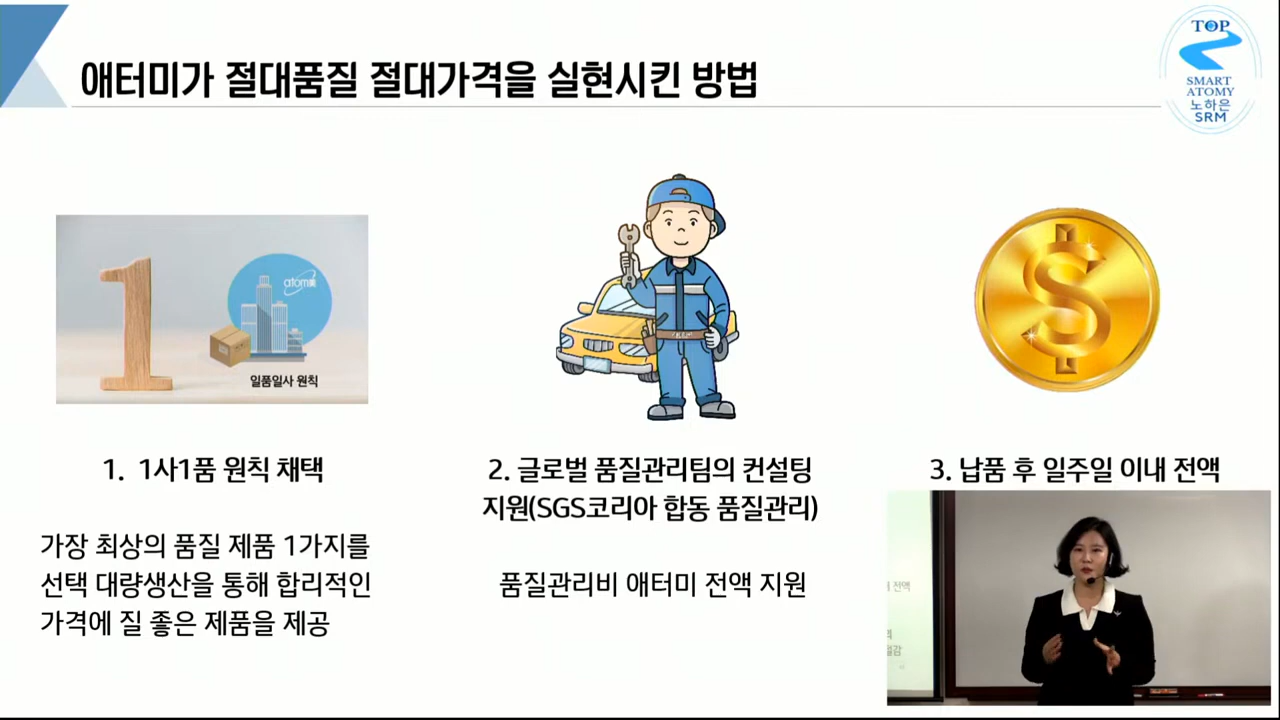 애터미가 절대품질 절대가격을 실현시킨 방법
TOP
SMART
ATOMY
노하은
SRM
atomy
일품일사 원칙
1. 1사1품 원칙 채택
가장 최상의 품질 제품 1가지를
선택 대량생산을 통해 합리적인
가격에 질 좋은 제품을 제공
2. 글로벌 품질관리팀의 컨설팅
지원(SGS코리아 합동 품질관리)
품질관리비 애터미 전액 지원
3. 납품 후 일주일 이내 전액
전액